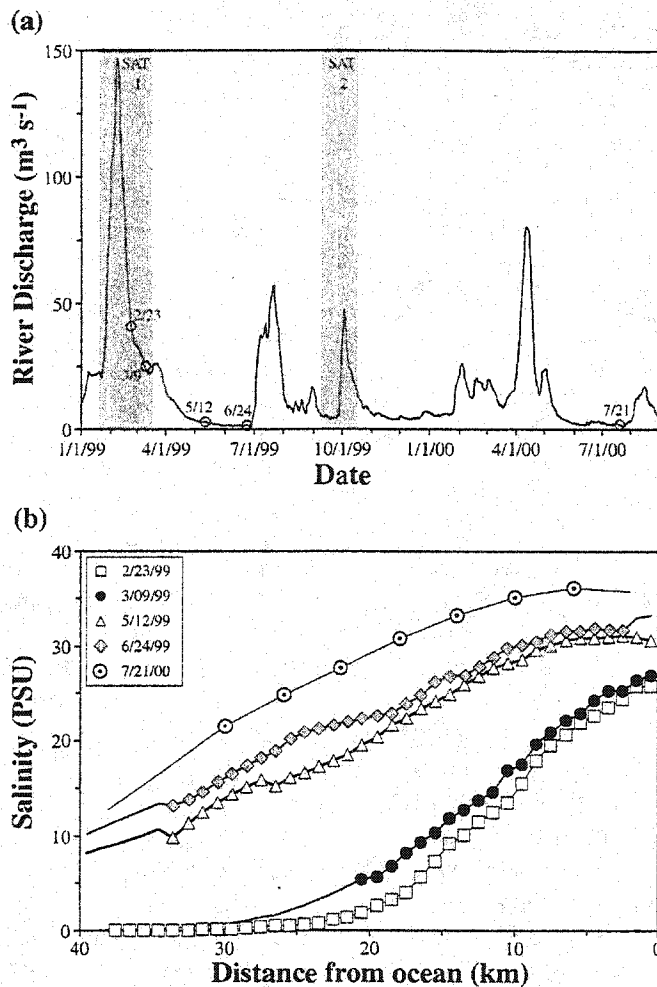 (a)
150
100
50
0
River Discharge (m³ s⁻¹)
SAT
1
SAT
2
2/23
3/9
5/12
6/24
7/21
1/1/99 4/1/99 7/1/99 10/1/99 1/1/00 4/1/00 7/1/00
Date
(b)
40
30
20
10
0
Salinity (PSU)
2/23/99
3/09/99
5/12/99
6/24/99
7/21/00
40 30 20 10 0
Distance from ocean (km)